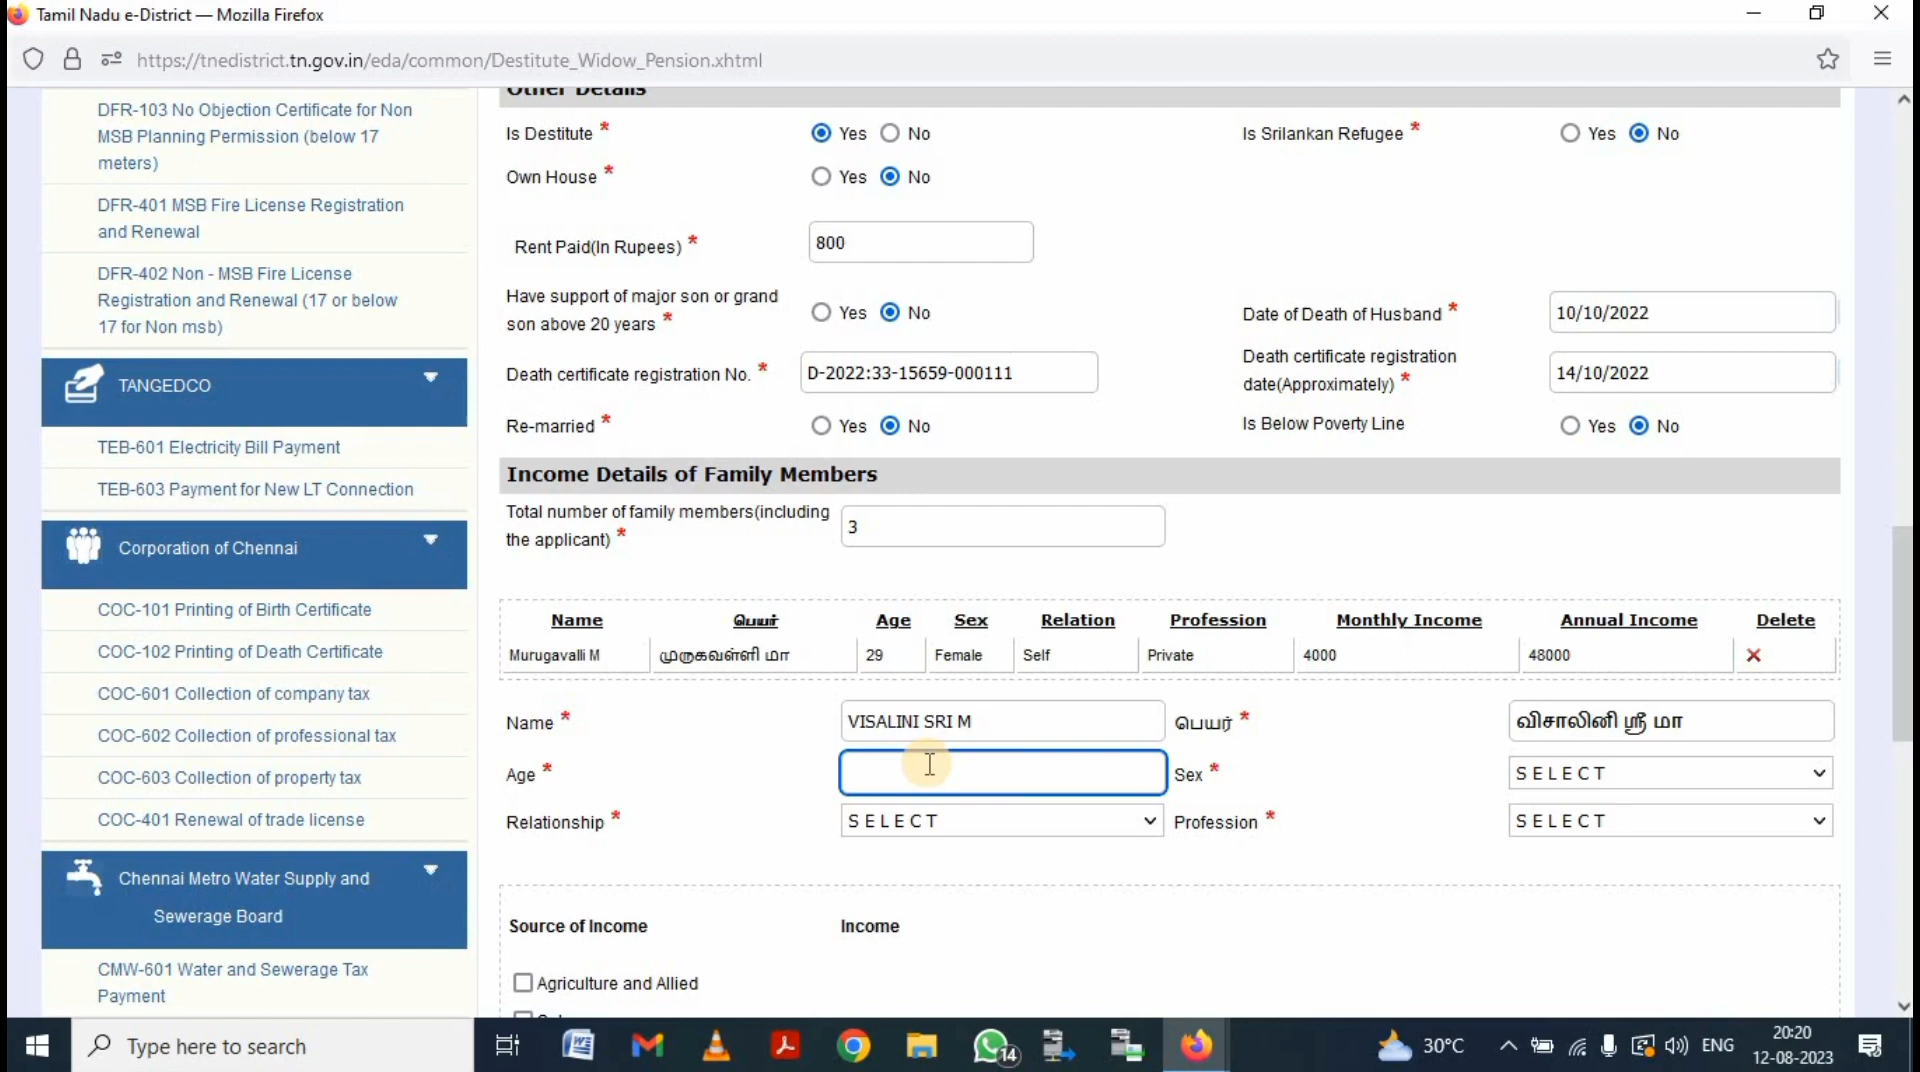 Tamil Nadu e-District — Mozilla Firefox
https://tnedistrict.tn.gov.in/eda/common/Destitute_Widow_Pension.xhtml
DFR-103 No Objection Certificate for Non
MSB Planning Permission (below 17
meters)
DFR-401 MSB Fire License Registration
and Renewal
DFR-402 Non - MSB Fire License
Registration and Renewal (17 or below
17 for Non msb)
TANGEDCO
TEB-601 Electricity Bill Payment
TEB-603 Payment for New LT Connection
Corporation of Chennai
COC-101 Printing of Birth Certificate
COC-102 Printing of Death Certificate
COC-601 Collection of company tax
COC-602 Collection of professional tax
COC-603 Collection of property tax
COC-401 Renewal of trade license
Chennai Metro Water Supply and
Sewerage Board
CMW-601 Water and Sewerage Tax
Payment
Other Details
Is Destitute * Yes No Is Srilankan Refugee * Yes No
Own House * Yes No
Rent Paid(In Rupees) * 800
Have support of major son or grand
son above 20 years * Yes No Date of Death of Husband * 10/10/2022
Death certificate registration No. * D-2022:33-15659-000111 Death certificate registration
date(Approximately) * 14/10/2022
Re-married * Yes No Is Below Poverty Line Yes No
Income Details of Family Members
Total number of family members(including
the applicant) * 3
Name பெயர் Age Sex Relation Profession Monthly Income Annual Income Delete
Murugavalli M முருகவள்ளி மா 29 Female Self Private 4000 48000
Name * VISALINI SRI M பெயர் * விசாலினி ஸ்ரீ மா
Age * Sex * SELECT
Relationship * SELECT Profession * SELECT
Source of Income Income
Agriculture and Allied
Type here to search
14
30°C
ENG
20:20
12-08-2023